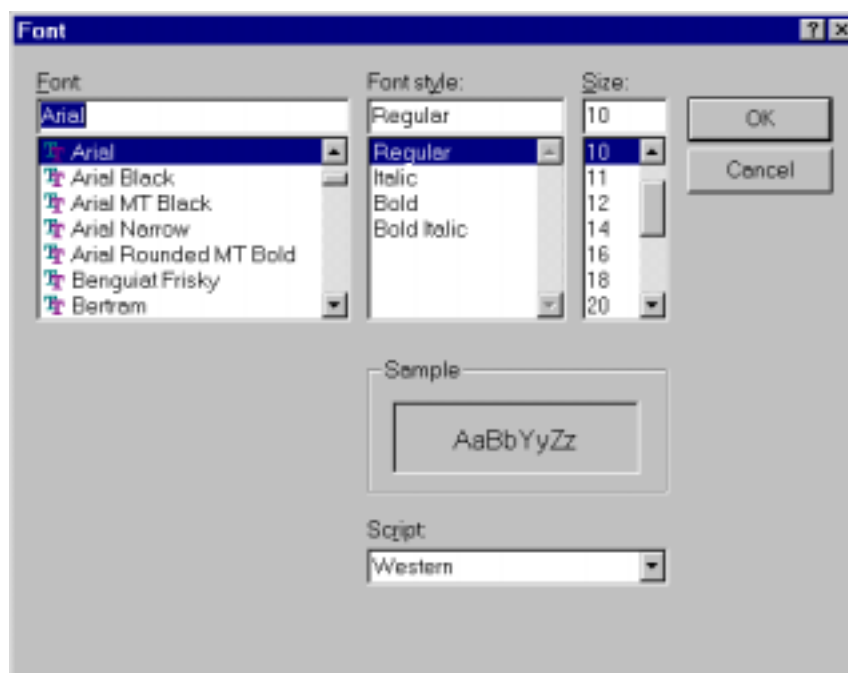 Font
Font:
Font style:
Size:
Arial
Regular
10
OK
Arial
Arial Black
Arial MT Black
Arial Narrow
Arial Rounded MT Bold
Benguiat Frisky
Bertram
Regular
Italic
Bold
Bold Italic
10
11
12
14
16
18
20
Cancel
Sample
AaBbYyZz
Script:
Western